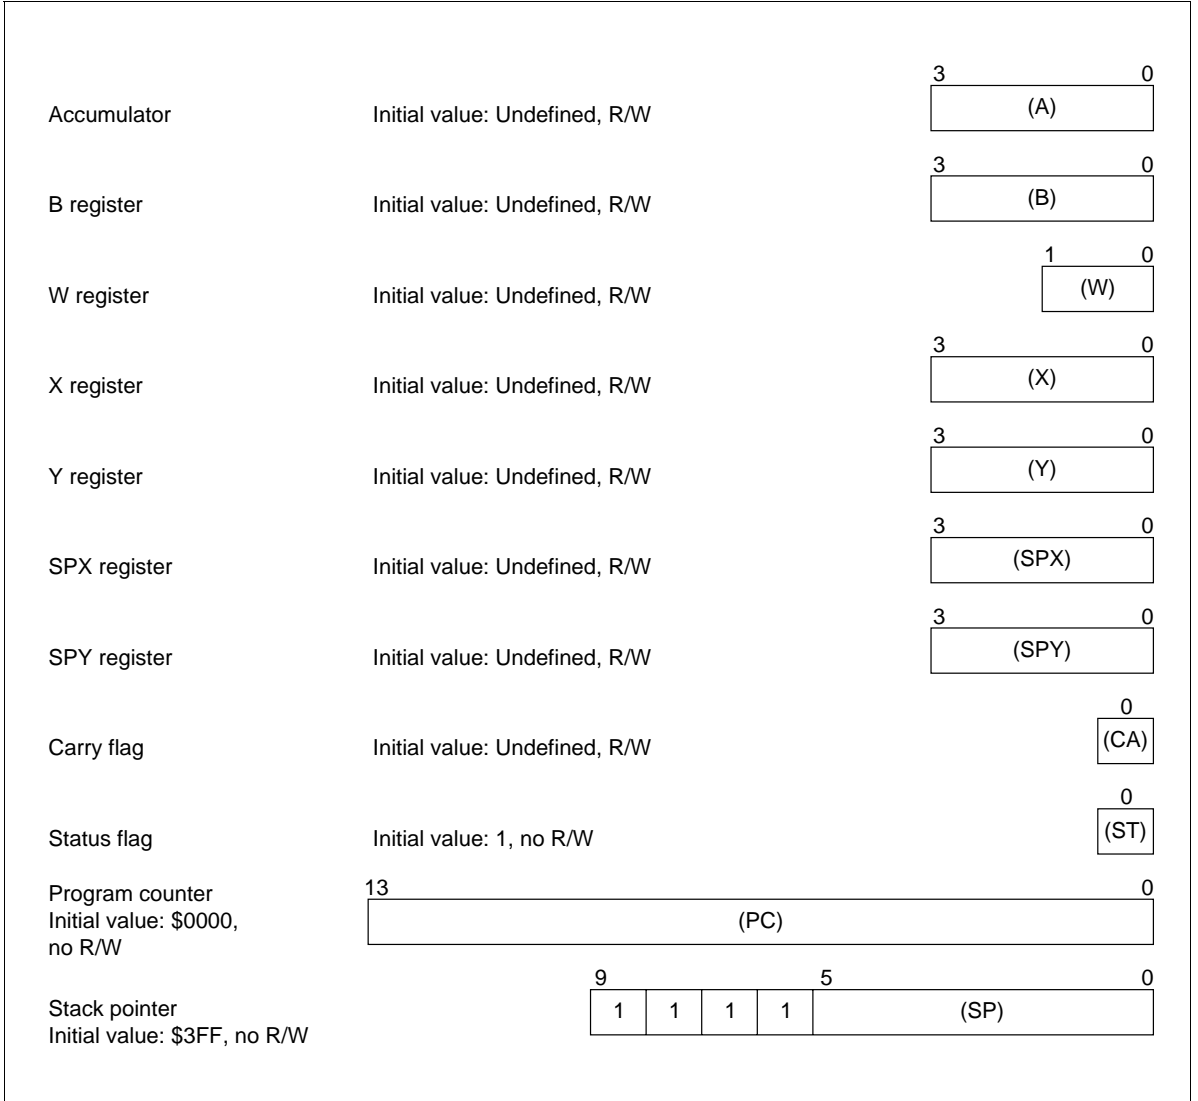 3 0
Accumulator Initial value: Undefined, R/W (A)
3 0
B register Initial value: Undefined, R/W (B)
1 0
W register Initial value: Undefined, R/W (W)
3 0
X register Initial value: Undefined, R/W (X)
3 0
Y register Initial value: Undefined, R/W (Y)
3 0
SPX register Initial value: Undefined, R/W (SPX)
3 0
SPY register Initial value: Undefined, R/W (SPY)
0
Carry flag Initial value: Undefined, R/W (CA)
0
Status flag Initial value: 1, no R/W (ST)
Program counter 13 0
Initial value: $0000, (PC)
no R/W
9 5 0
Stack pointer 1 1 1 1 (SP)
Initial value: $3FF, no R/W